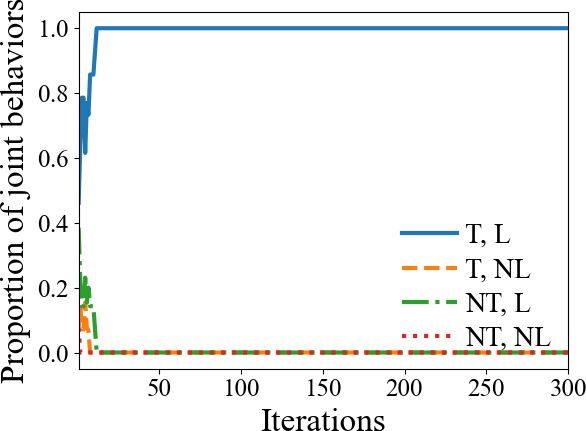 Proportion of joint behaviors
1.0
0.8
0.6
0.4
0.2
0.0
T, L
T, NL
NT, L
NT, NL
50 100 150 200 250 300
Iterations